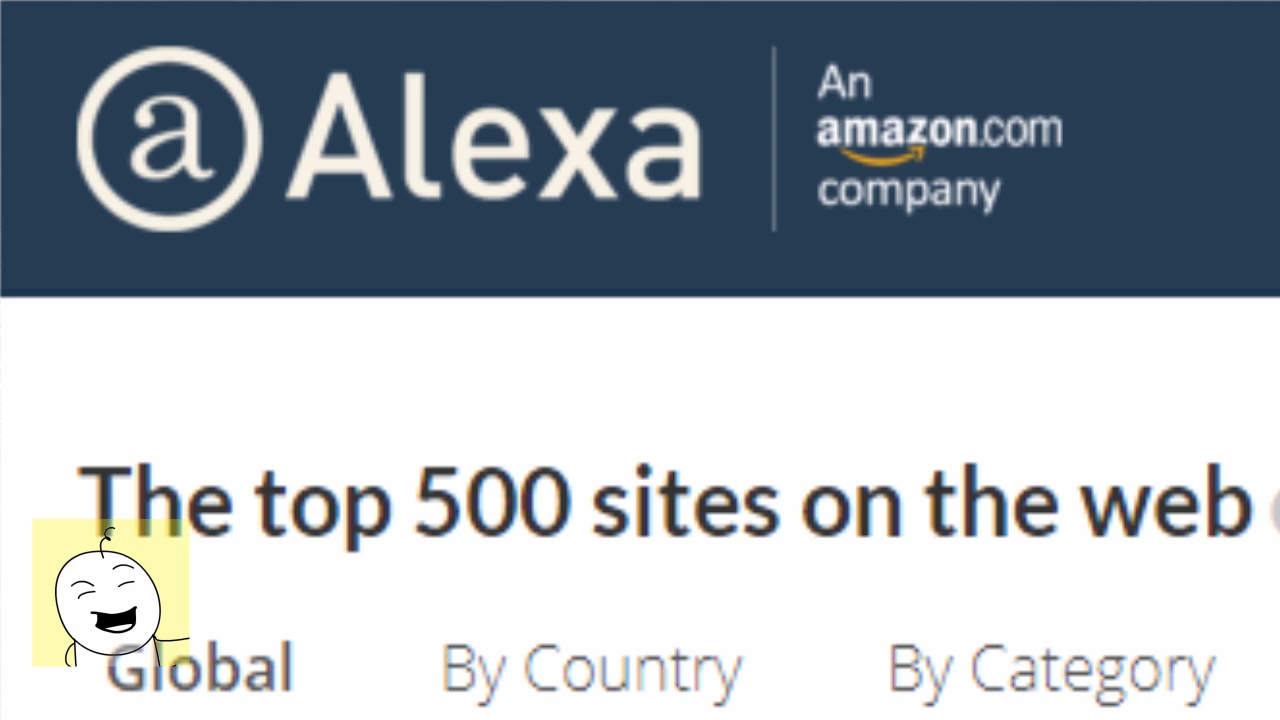 a Alexa
An
amazon.com
company
The top 500 sites on the web
Global By Country By Category